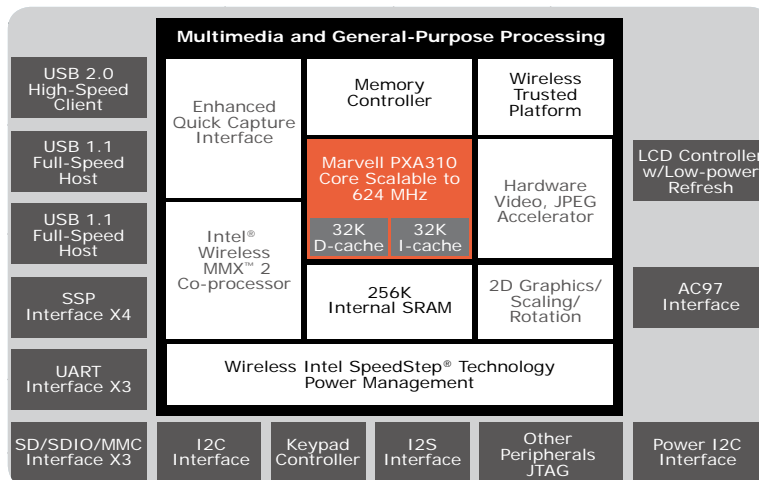 Multimedia and General-Purpose Processing
USB 2.0
High-Speed
Client
USB 1.1
Full-Speed
Host
USB 1.1
Full-Speed
Host
SSP
Interface X4
UART
Interface X3
SD/SDIO/MMC
Interface X3
Enhanced
Quick Capture
Interface
Intel®
Wireless
MMX™ 2
Co-processor
Memory
Controller
Marvell PXA310
Core Scalable to
624 MHz
32K
D-cache
32K
I-cache
256K
Internal SRAM
Wireless
Trusted
Platform
Hardware
Video, JPEG
Accelerator
2D Graphics/
Scaling/
Rotation
Wireless Intel SpeedStep® Technology
Power Management
LCD Controller
w/Low-power
Refresh
AC97
Interface
I2C
Interface
Keypad
Controller
I2S
Interface
Other
Peripherals
JTAG
Power I2C
Interface